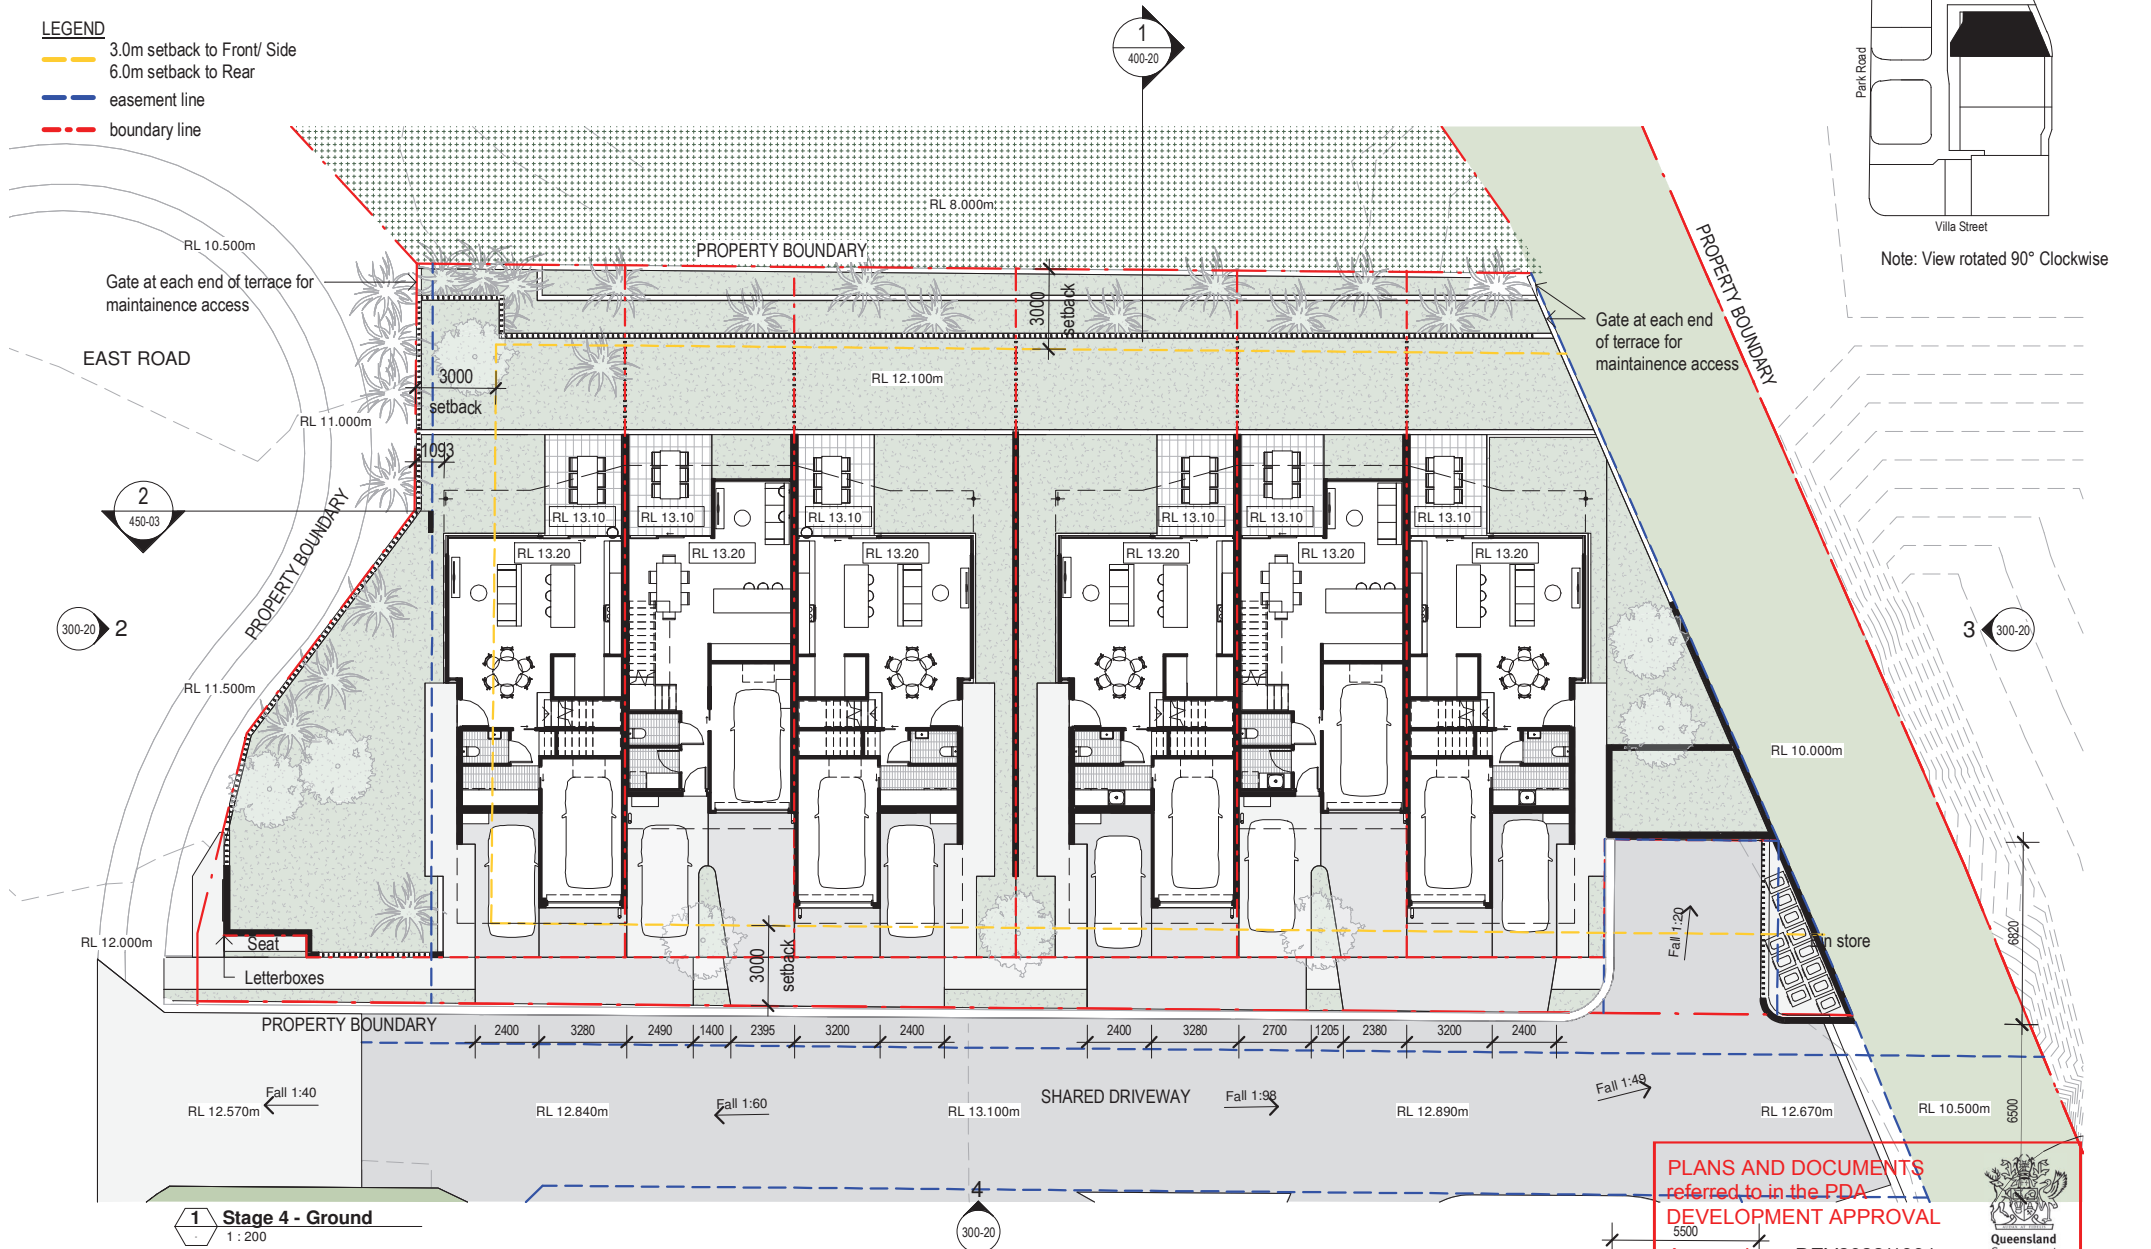 LEGEND
3.0m setback to Front/ Side
6.0m setback to Rear
easement line
boundary line
1
400-20
Park Road
Villa Street
Note: View rotated 90° Clockwise
RL 8.000m
RL 10.500m
PROPERTY BOUNDARY
PROPERTY BOUNDARY
Gate at each end of terrace for
maintainence access
3000
setback
Gate at each end
of terrace for
maintainence access
EAST ROAD
3000
setback
RL 12.100m
RL 11.000m
1093
2
450-03
PROPERTY BOUNDARY
RL 13.10
RL 13.10
RL 13.10
RL 13.10
RL 13.10
RL 13.10
RL 13.20
RL 13.20
RL 13.20
RL 13.20
RL 13.20
RL 13.20
300-20
2
3
300-20
RL 11.500m
RL 10.000m
RL 12.000m
Seat
Letterboxes
3000
setback
Fall 1:20
n store
6820
PROPERTY BOUNDARY
2400
3280
2490
1400
2395
3200
2400
2400
3280
2700
1205
2380
3200
2400
Fall 1:40
RL 12.570m
RL 12.840m
Fall 1:60
RL 13.100m
SHARED DRIVEWAY
Fall 1:98
RL 12.890m
Fall 1:49
RL 12.670m
RL 10.500m
6500
PLANS AND DOCUMENTS
referred to in the PDA
DEVELOPMENT APPROVAL
Queensland
4
300-20
1
Stage 4 - Ground
1 : 200
5500